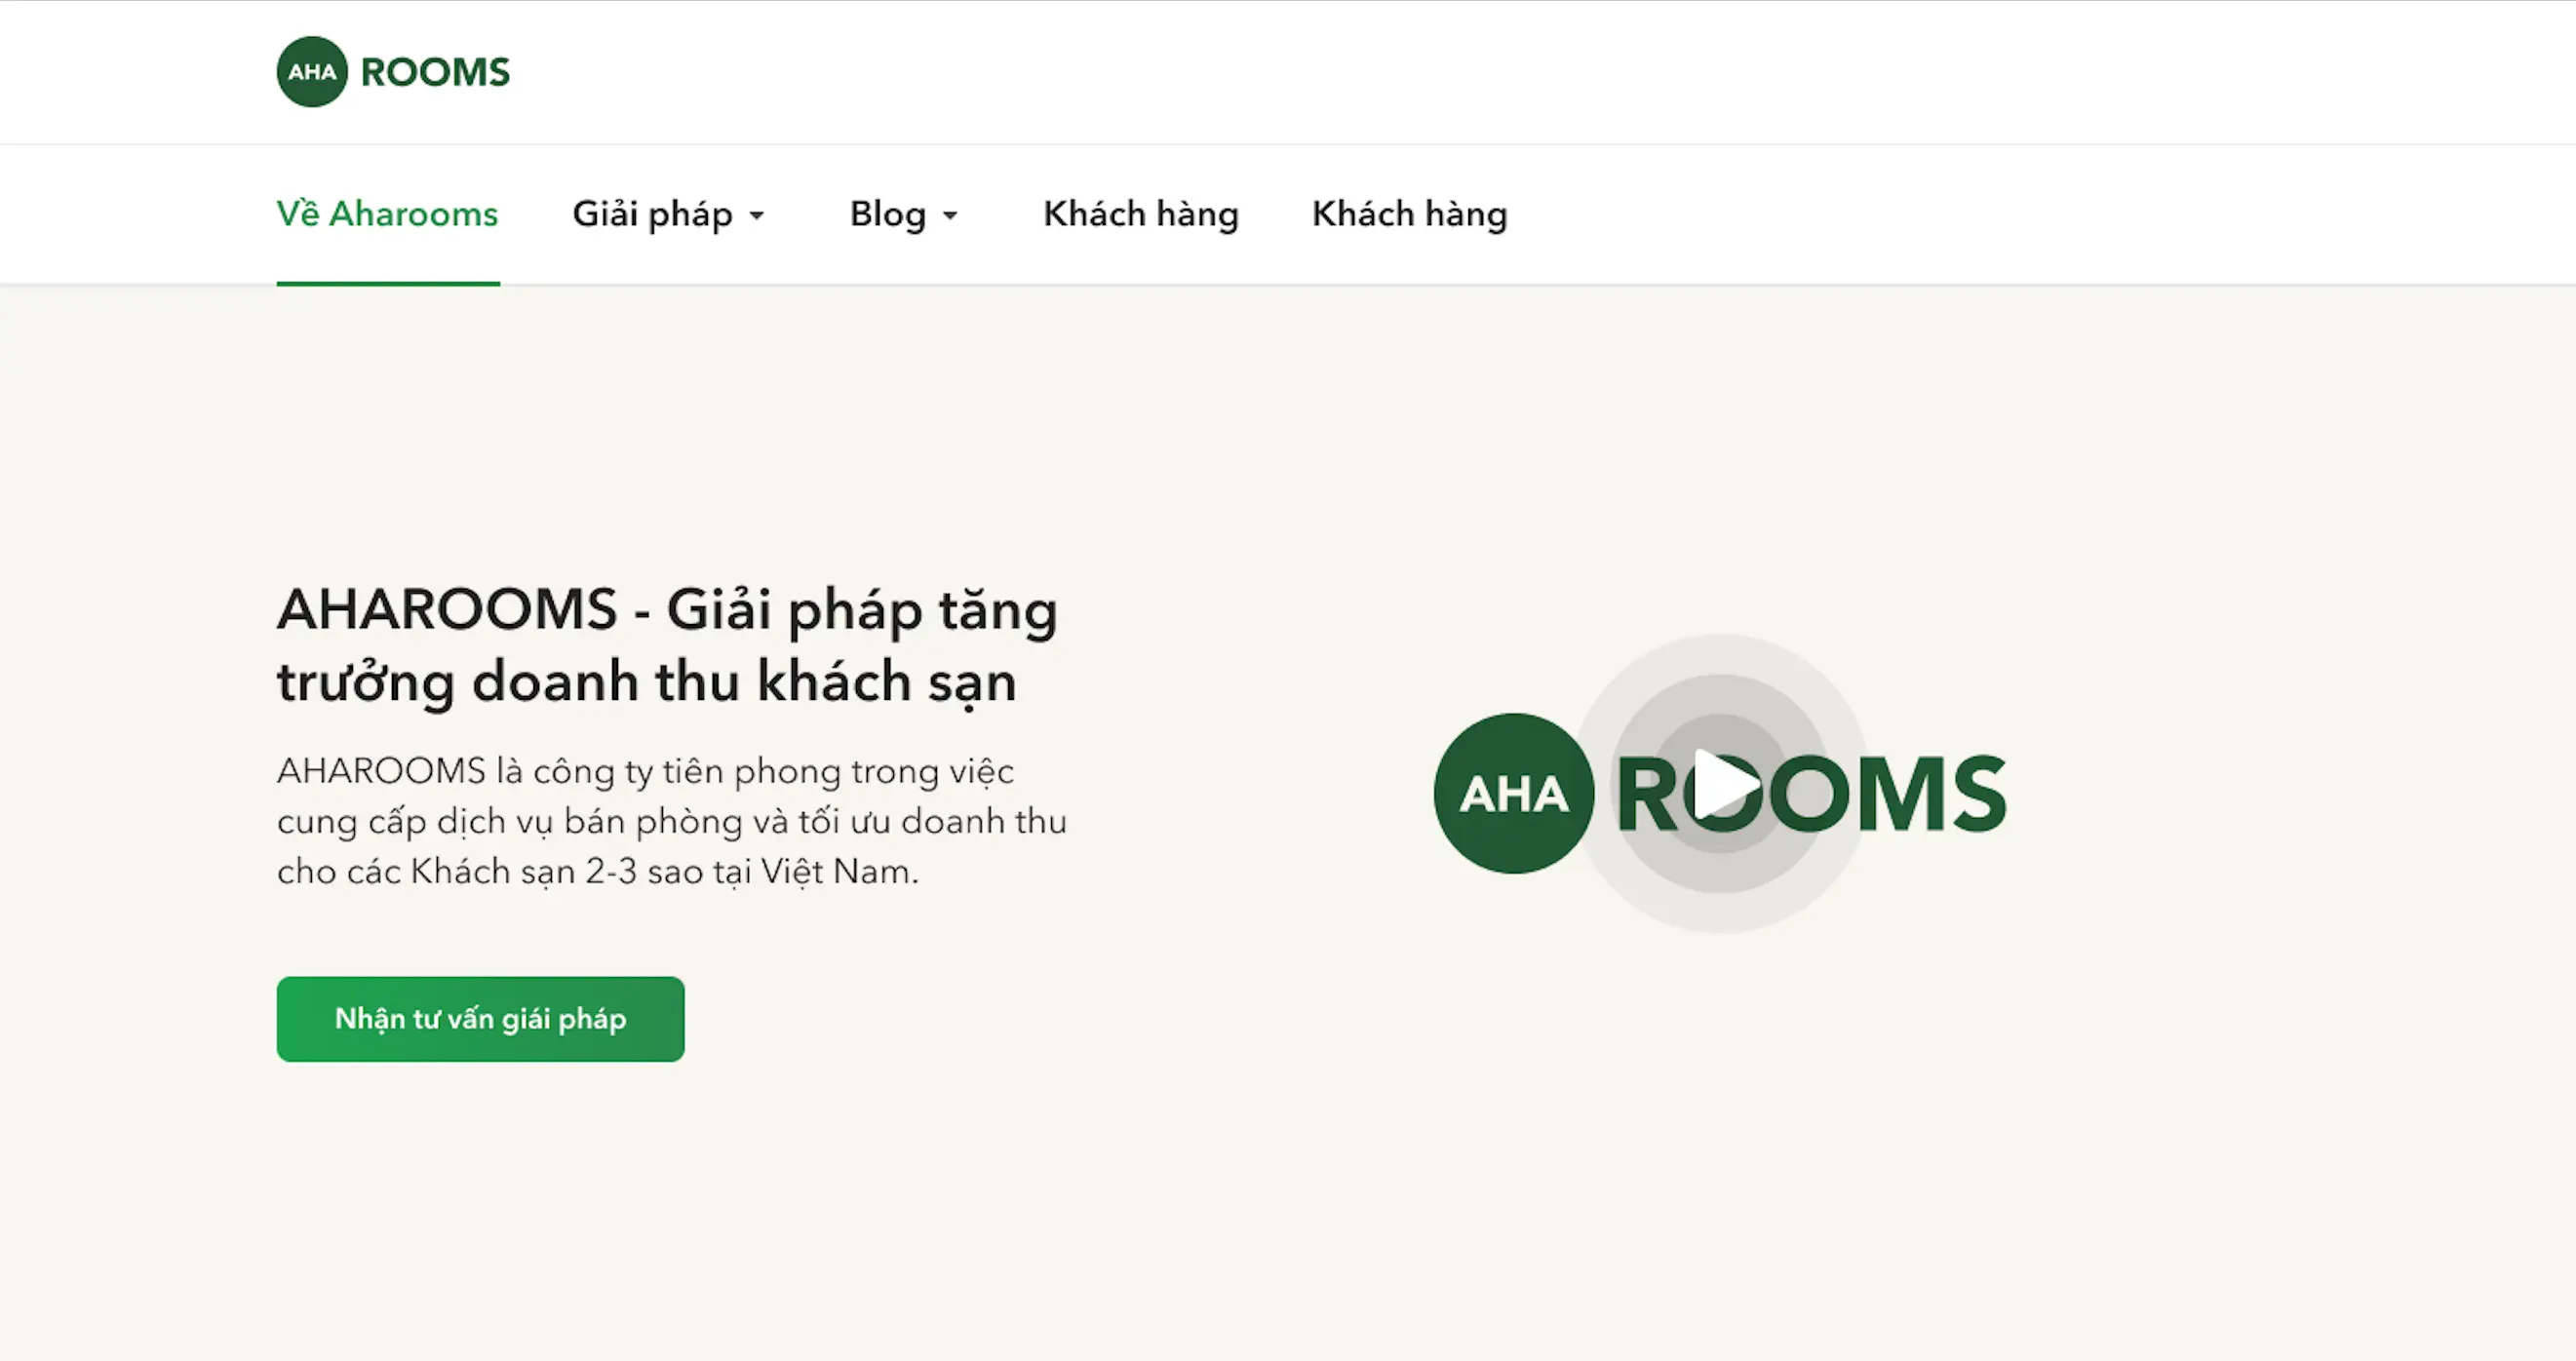 AHA ROOMS
Về Aharooms Giải pháp Blog Khách hàng Khách hàng
AHAROOMS - Giải pháp tăng
trưởng doanh thu khách sạn
AHAROOMS là công ty tiên phong trong việc
cung cấp dịch vụ bán phòng và tối ưu doanh thu
cho các Khách sạn 2-3 sao tại Việt Nam.
Nhận tư vấn giái pháp
AHA ROOMS